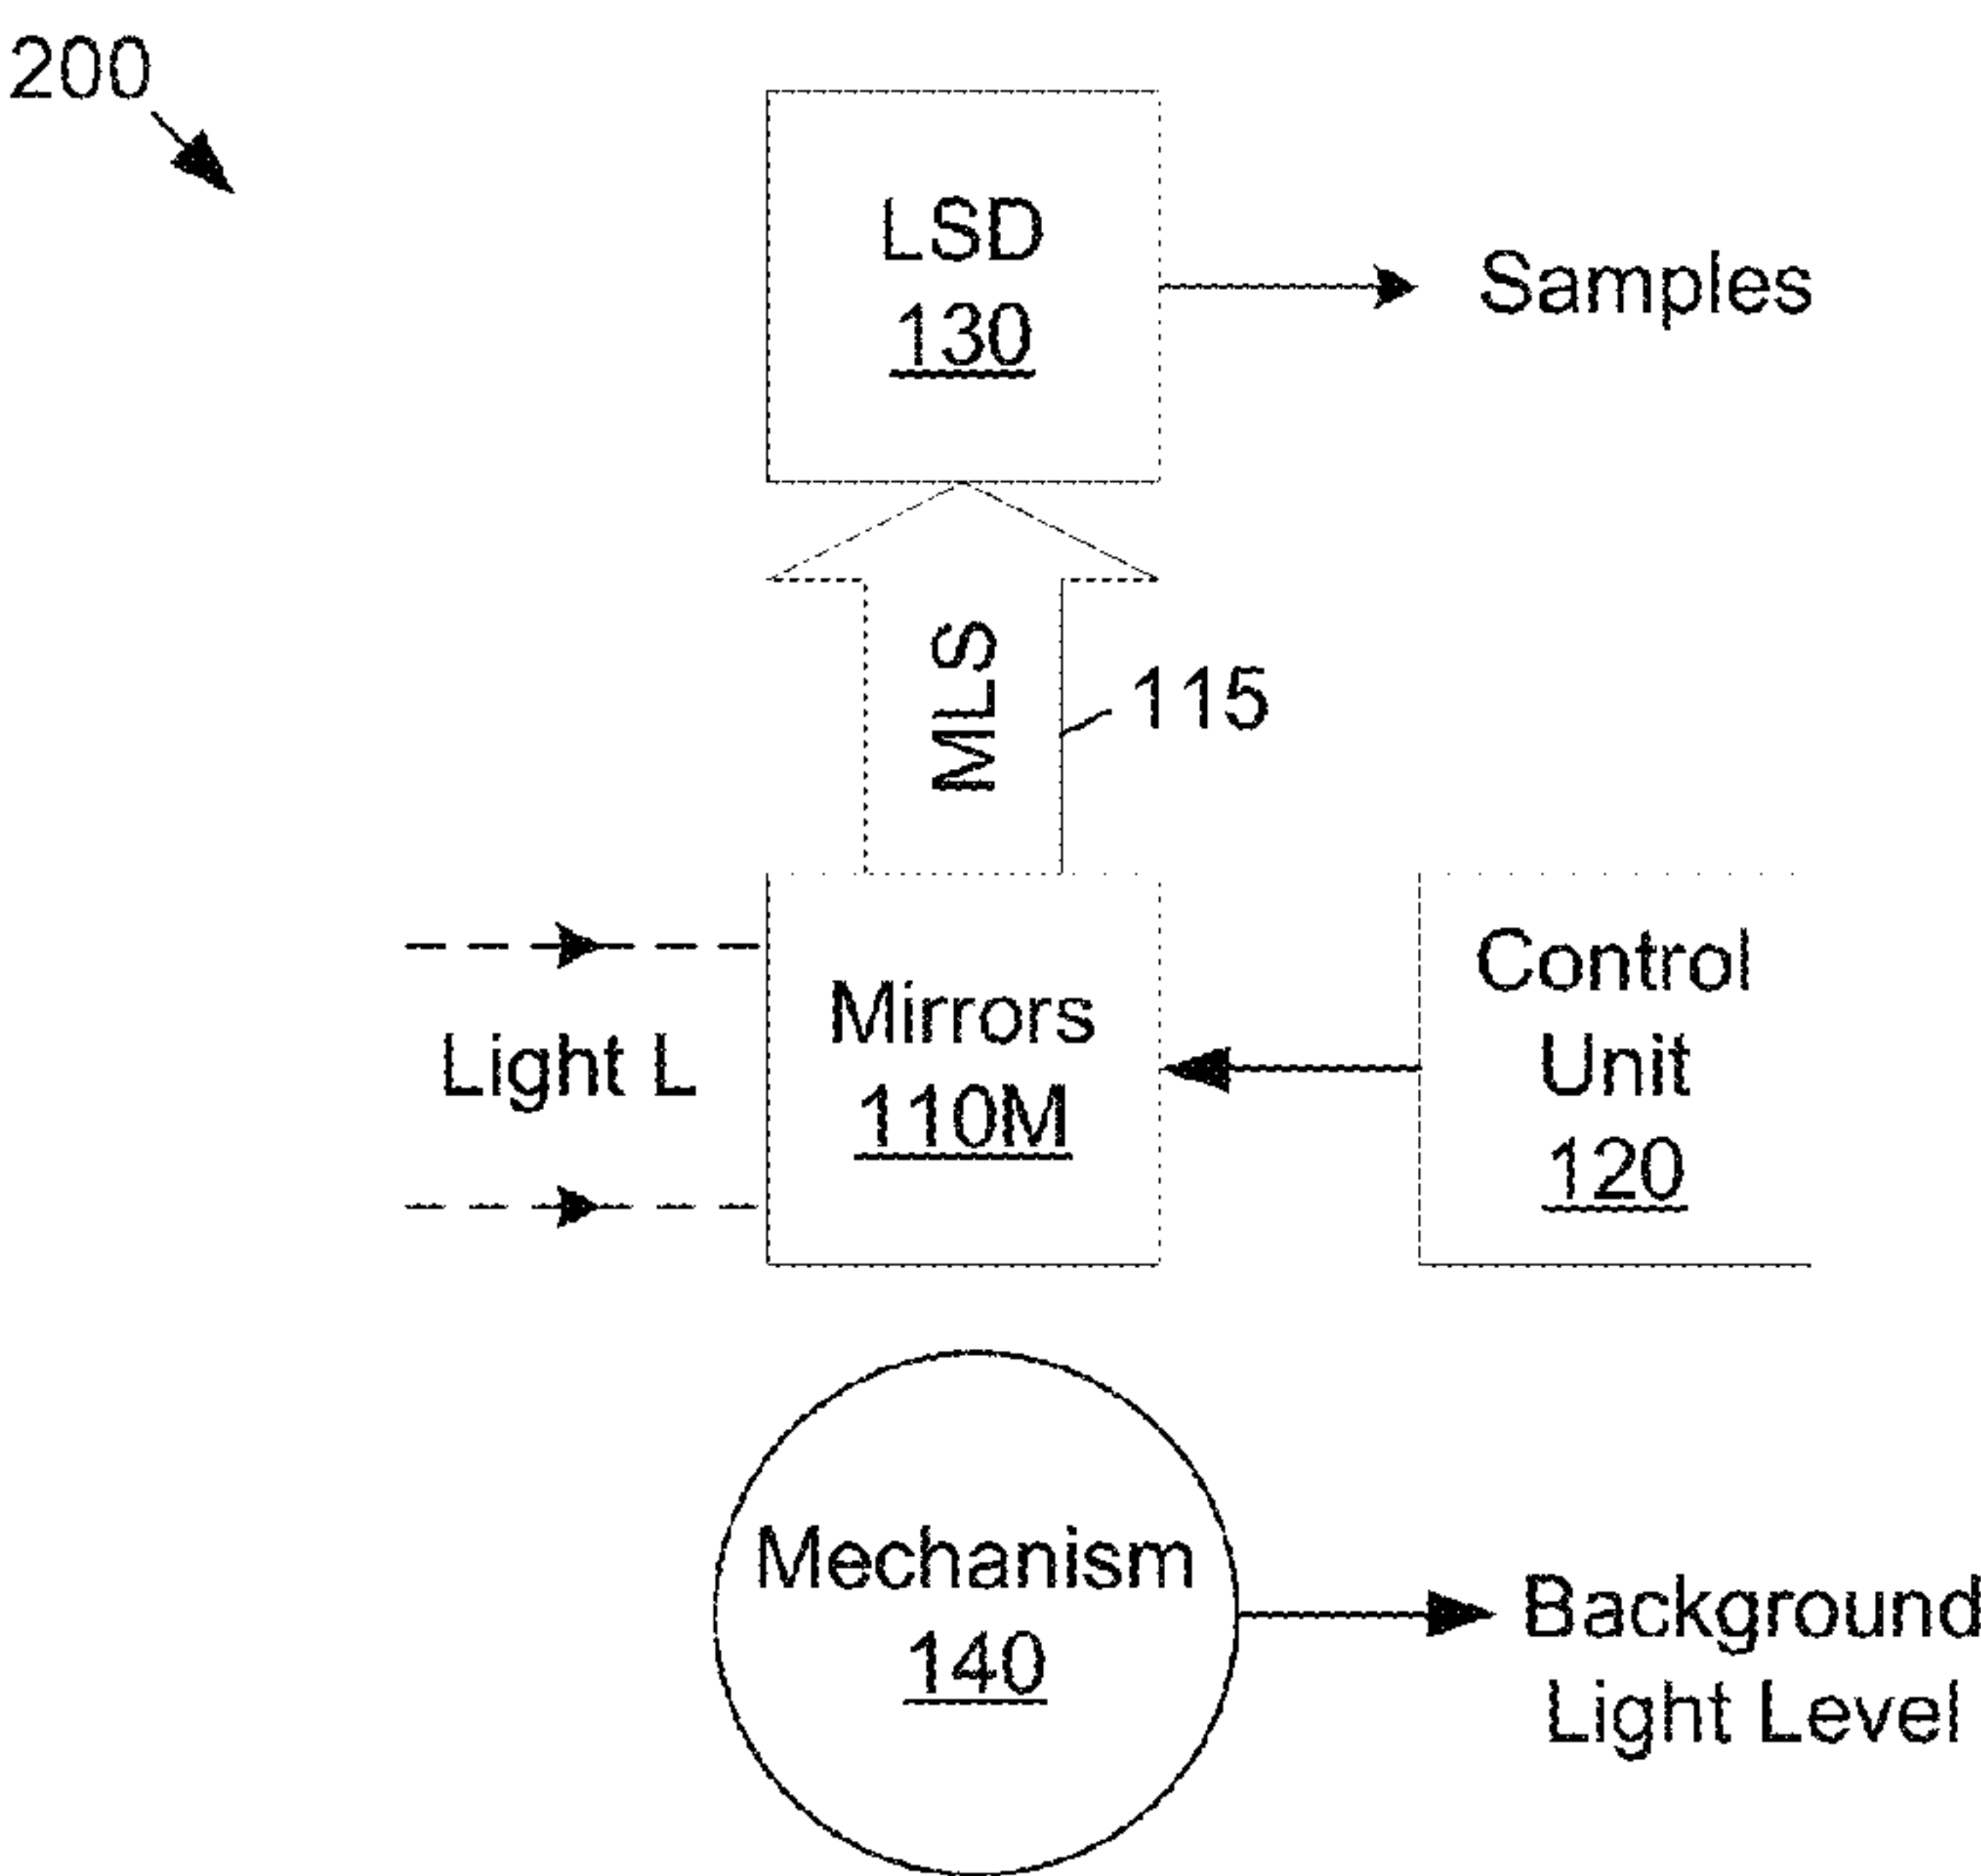 200
LSD
130
Samples
MLS
115
Light L
Mirrors
110M
Control
Unit
120
Mechanism
140
Background
Light Level